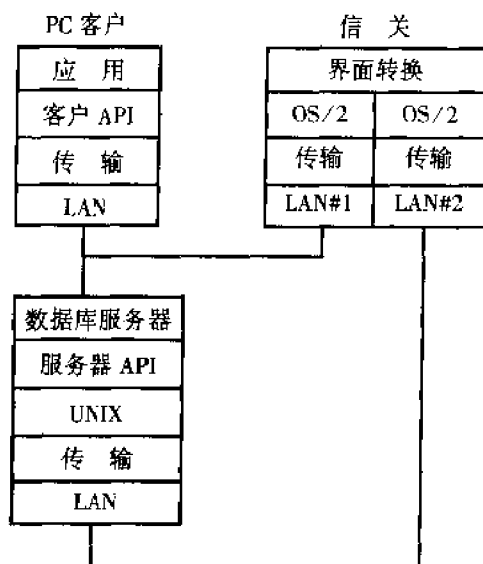 PC 客户
应 用
客户 API
传 输
LAN
信 关
界面转换
OS/2 OS/2
传输 传输
LAN#1 LAN#2
数据库服务器
服务器 API
UNIX
传 输
LAN